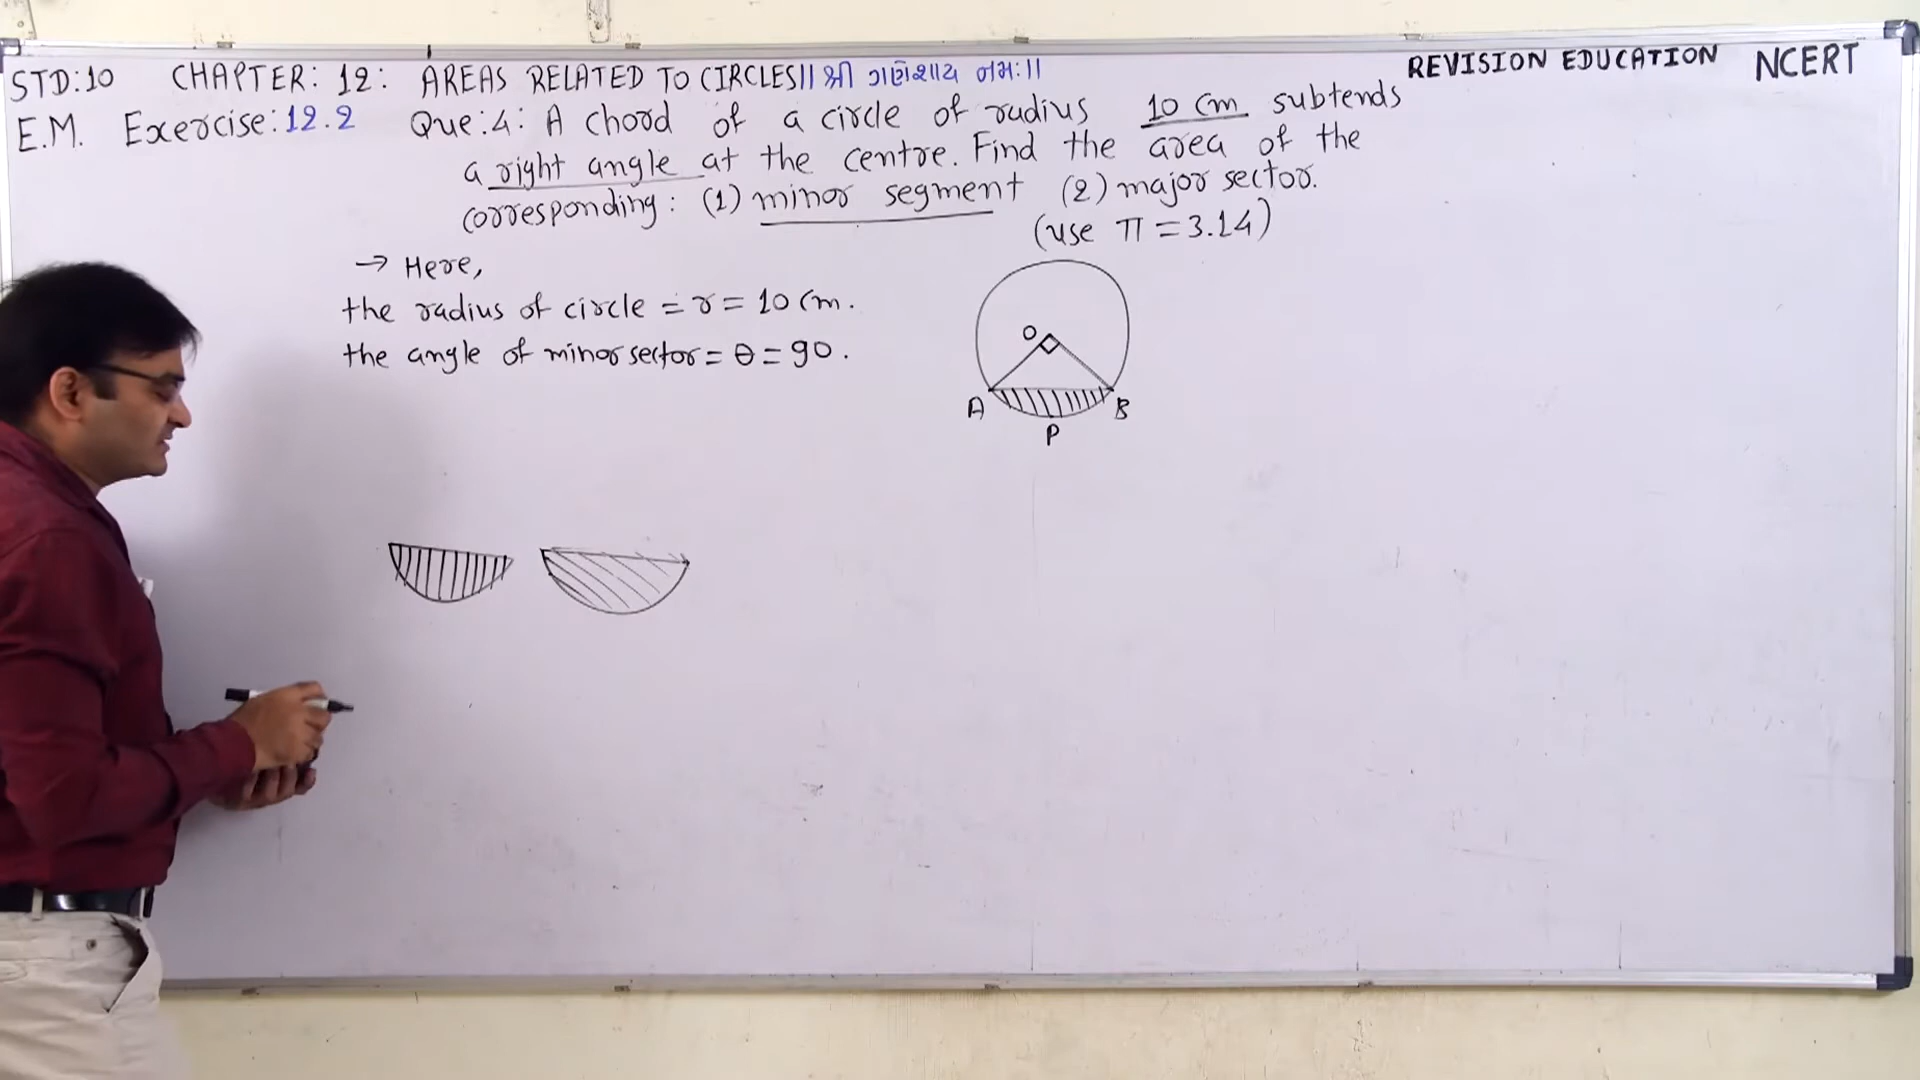 STD:10 CHAPTER: 12: AREAS RELATED TO CIRCLES || श्री ગણેશાય નમઃ ||
REVISION EDUCATION NCERT
E.M. Exercise: 12.2 Que:4: A chord of a circle of radius 10 cm subtends
a right angle at the centre. Find the area of the
corresponding: (1) minor segment (2) major sector.
(use π = 3.14)
→ Here,
the radius of circle = r = 10 cm.
the angle of minor sector = θ = 90.
O
A B
P